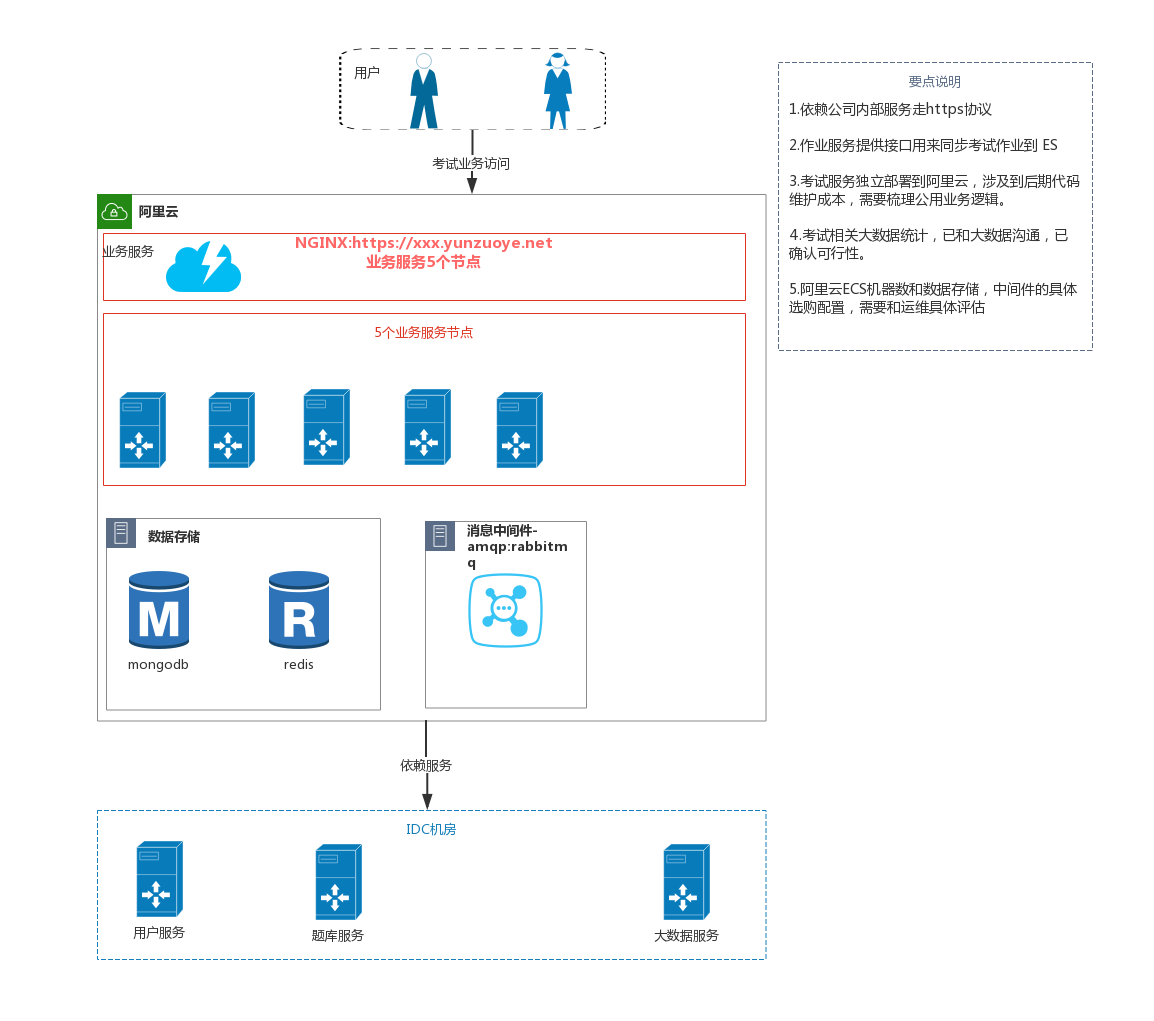 用户
考试业务访问
阿里云
业务服务
NGINX:https://xxx.yunzuoye.net
业务服务5个节点
5个业务服务节点
数据存储
mongodb
redis
消息中间件-
amqp:rabbitm
q
依赖服务
IDC机房
用户服务
题库服务
大数据服务
要点说明
1.依赖公司内部服务走https协议
2.作业服务提供接口用来同步考试作业到 ES
3.考试服务独立部署到阿里云，涉及到后期代码
维护成本，需要梳理公用业务逻辑。
4.考试相关大数据统计，已和大数据沟通，已
确认可行性。
5.阿里云ECS机器数和数据存储，中间件的具体
选购配置，需要和运维具体评估
M
R